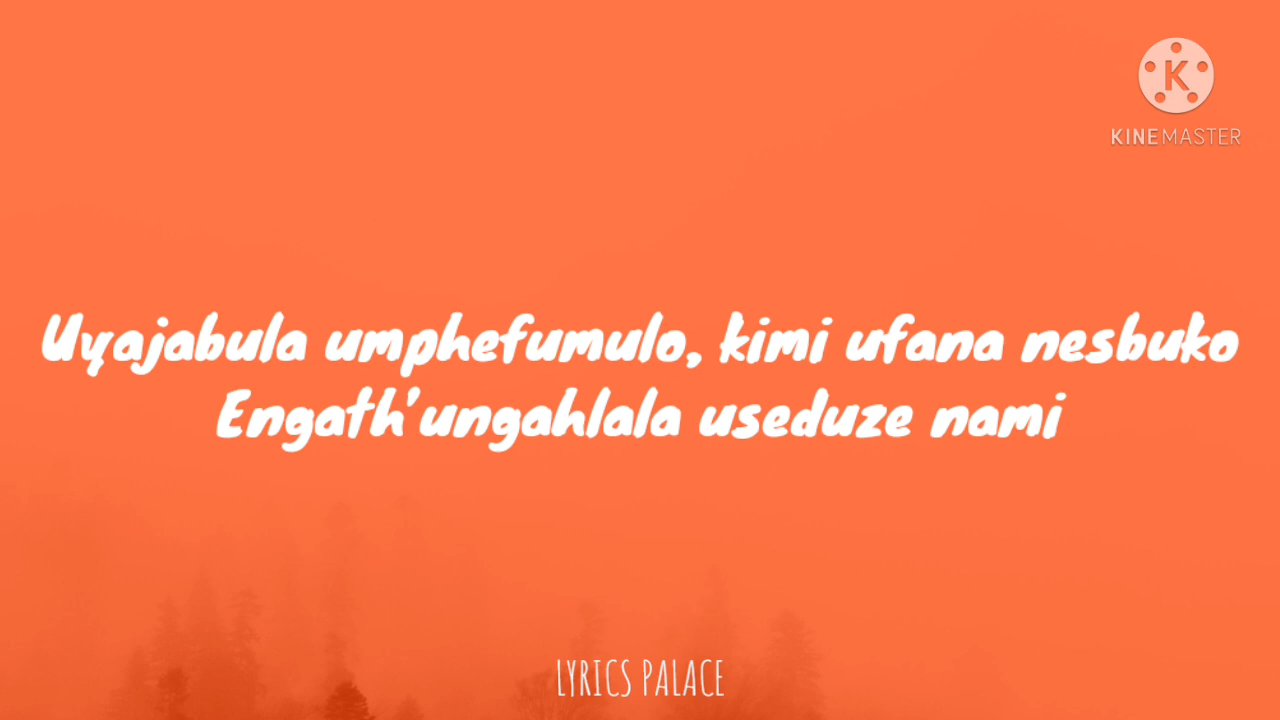 K
KINEMASTER
Uyajabula umphefumulo, kimi ufana nesbuko
Engath'ungahlala useduze nami
LYRICS PALACE